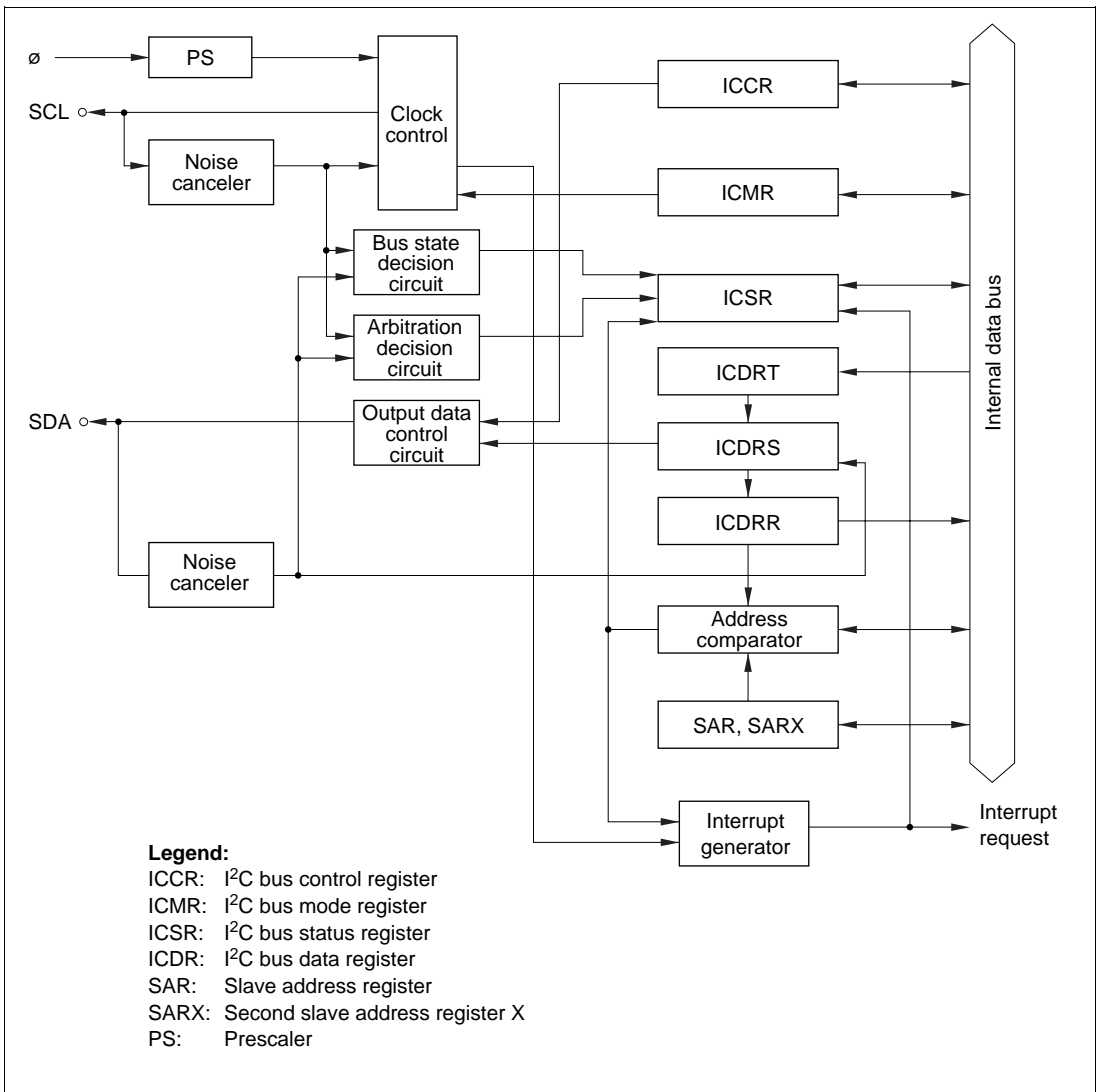 ø
PS
SCL
Clock
control
Noise
canceler
ICCR
ICMR
Bus state
decision
circuit
ICSR
Arbitration
decision
circuit
ICDRT
SDA
Output data
control
circuit
ICDRS
ICDRR
Noise
canceler
Address
comparator
SAR, SARX
Internal data bus
Interrupt
generator
Interrupt
request
Legend:
ICCR: I²C bus control register
ICMR: I²C bus mode register
ICSR: I²C bus status register
ICDR: I²C bus data register
SAR: Slave address register
SARX: Second slave address register X
PS: Prescaler